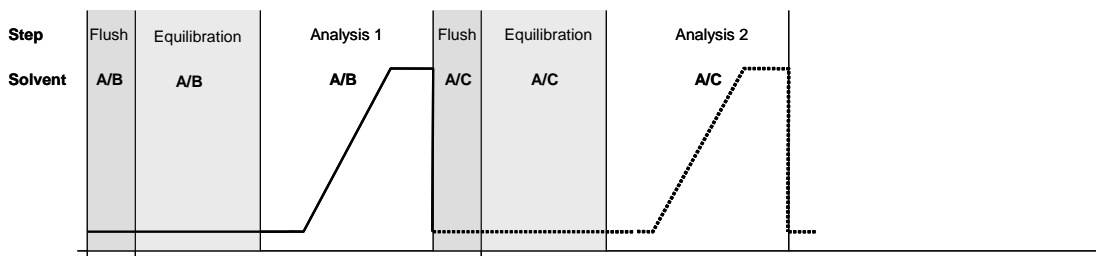 Step Flush Equilibration Analysis 1 Flush Equilibration Analysis 2
Solvent A/B A/B A/B A/C A/C A/C